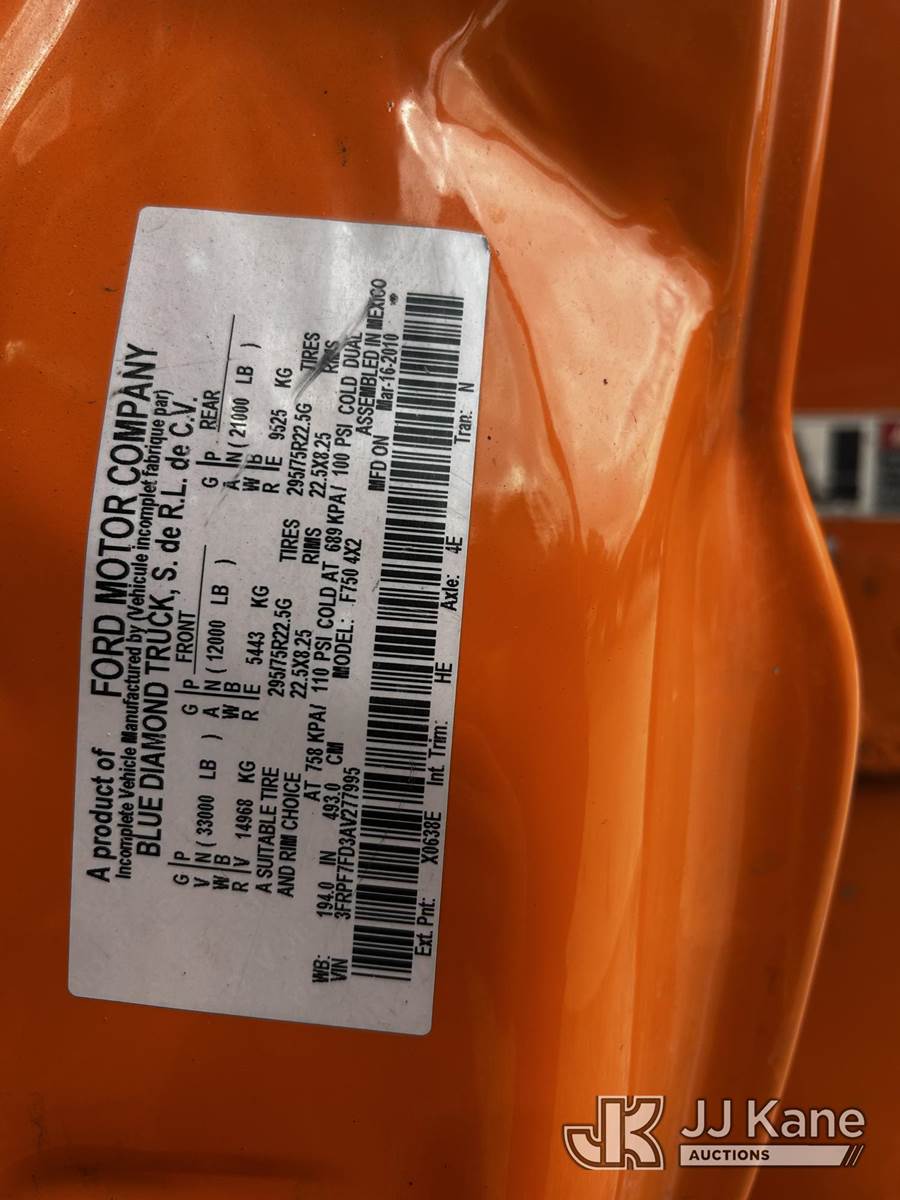 A product of FORD MOTOR COMPANY
Incomplete Vehicle Manufactured by (Vehicule incomplet fabrique par)
BLUE DIAMOND TRUCK, S. de R.L. de C.V.
G P G P FRONT G P REAR
V N ( 33000 LB ) A N ( 12000 LB ) A N ( 21000 LB )
W B W B W B
R V 14968 KG R E 5443 KG R E 9525 KG
A SUITABLE TIRE 295/75R22.5G TIRES 295/75R22.5G TIRES
AND RIM CHOICE 22.5X8.25 RIMS 22.5X8.25 RIMS
AT 758 KPA/ 110 PSI COLD AT 689 KPA/ 100 PSI COLD DUAL
WB: 194.0 IN 493.0 CM MODEL: F750 4X2 ASSEMBLED IN MEXICO
VIN 3FRPF7FD3AV277995 MFD ON Mar-16-2010
Ext. Pnt: X0638E Int. Trim: HE Axle: 4E Tran: N
JK JJ Kane
AUCTIONS